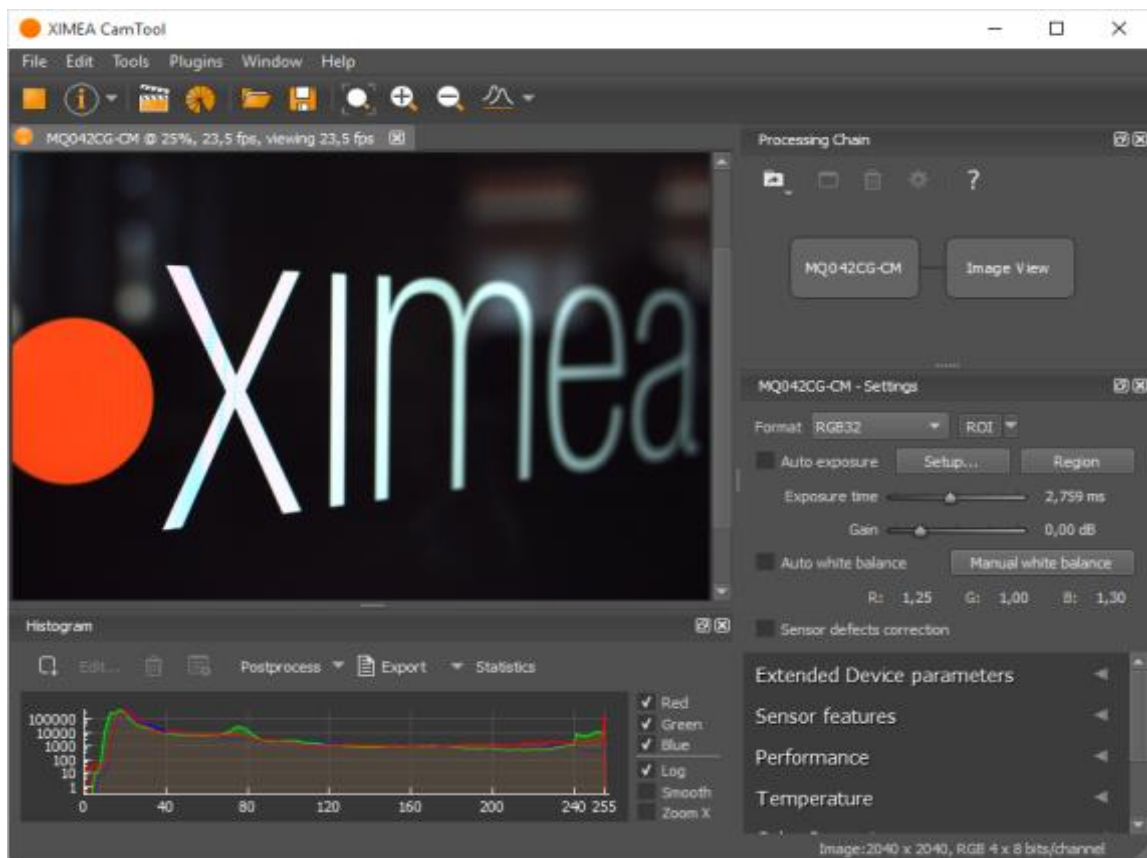 XIMEA CamTool
File Edit Tools Plugins Window Help
MQ042CG-CM @ 25%, 23,5 fps, viewing 23,5 fps
XImea
Processing Chain
?
MQ042CG-CM Image View
MQ042CG-CM - Settings
Format RGB32 ROI
Auto exposure Setup... Region
Exposure time 2,759 ms
Gain 0,00 dB
Auto white balance Manual white balance
R: 1,25 G: 1,00 B: 1,30
Sensor defects correction
Extended Device parameters
Sensor features
Performance
Temperature
Histogram
Edit... Postprocess Export Statistics
100000
10000
1000
100
10
1
0 40 80 120 160 200 240 255
Red
Green
Blue
Log
Smooth
Zoom X
Image:2040 x 2040, RGB 4 x 8 bits/channel